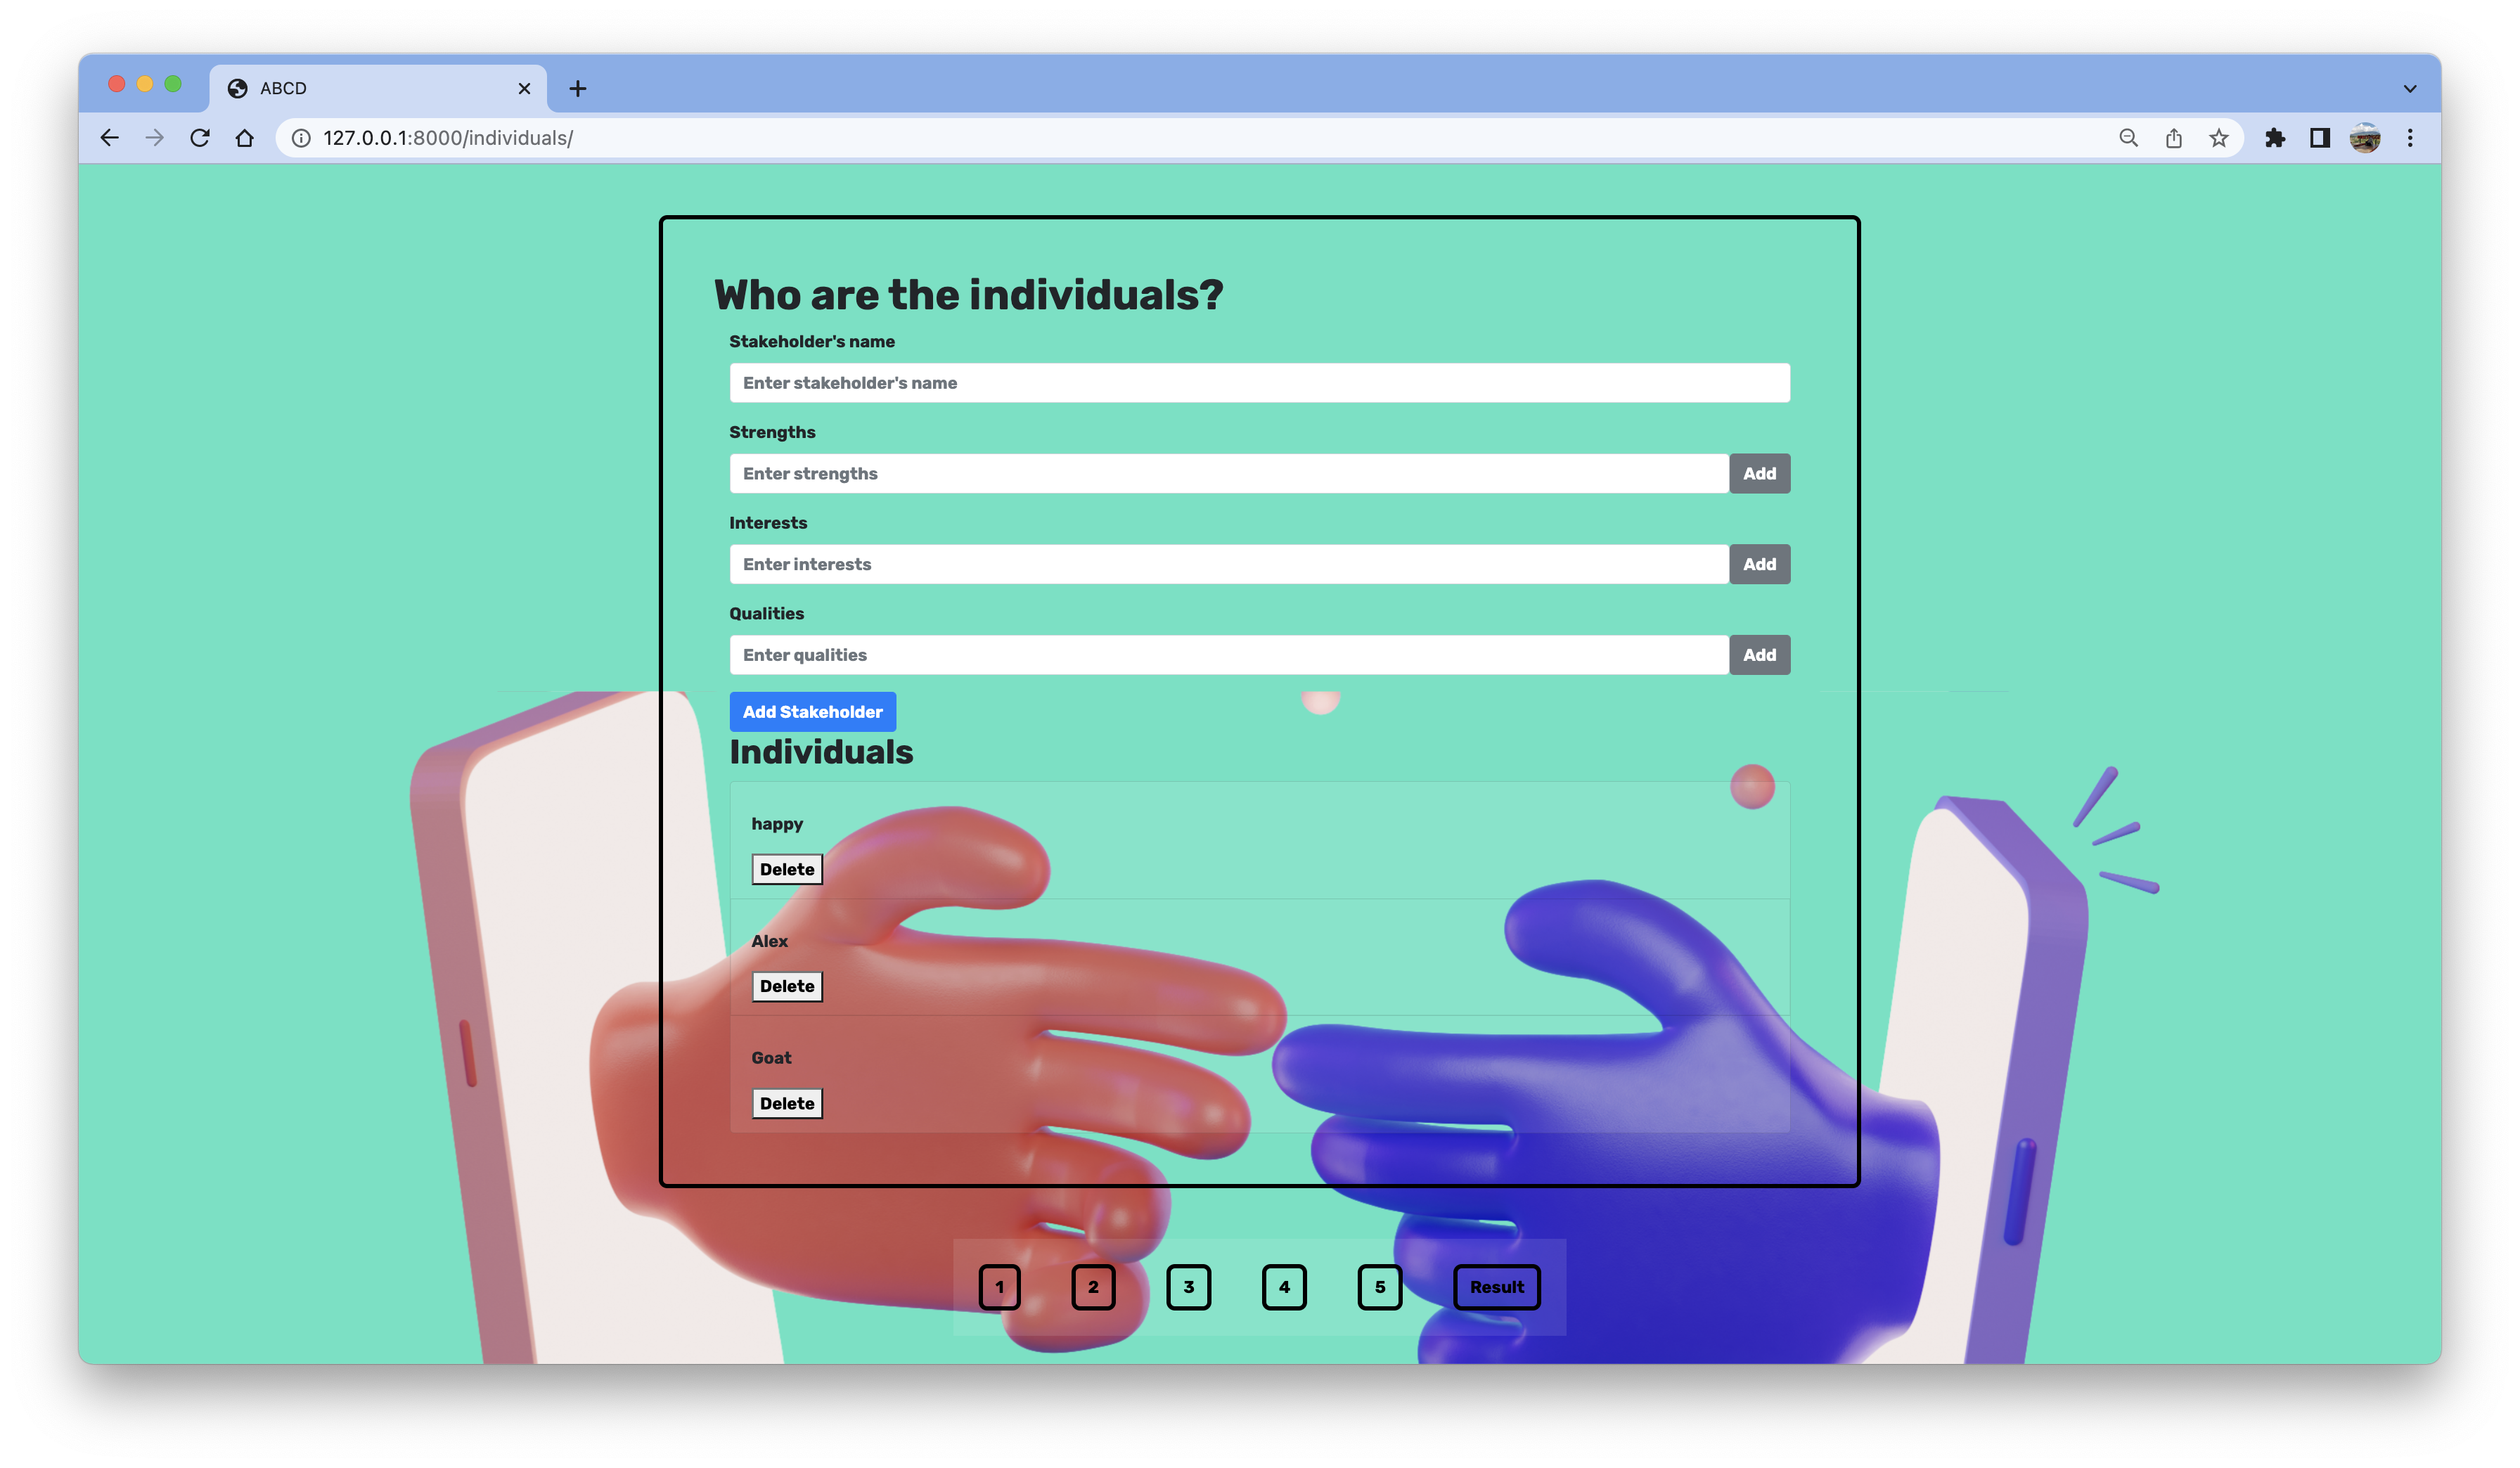 ABCD
127.0.0.1:8000/individuals/
Who are the individuals?
Stakeholder's name
Enter stakeholder's name
Strengths
Enter strengths Add
Interests
Enter interests Add
Qualities
Enter qualities Add
Add Stakeholder
Individuals
happy
Delete
Alex
Delete
Goat
Delete
1 2 3 4 5 Result